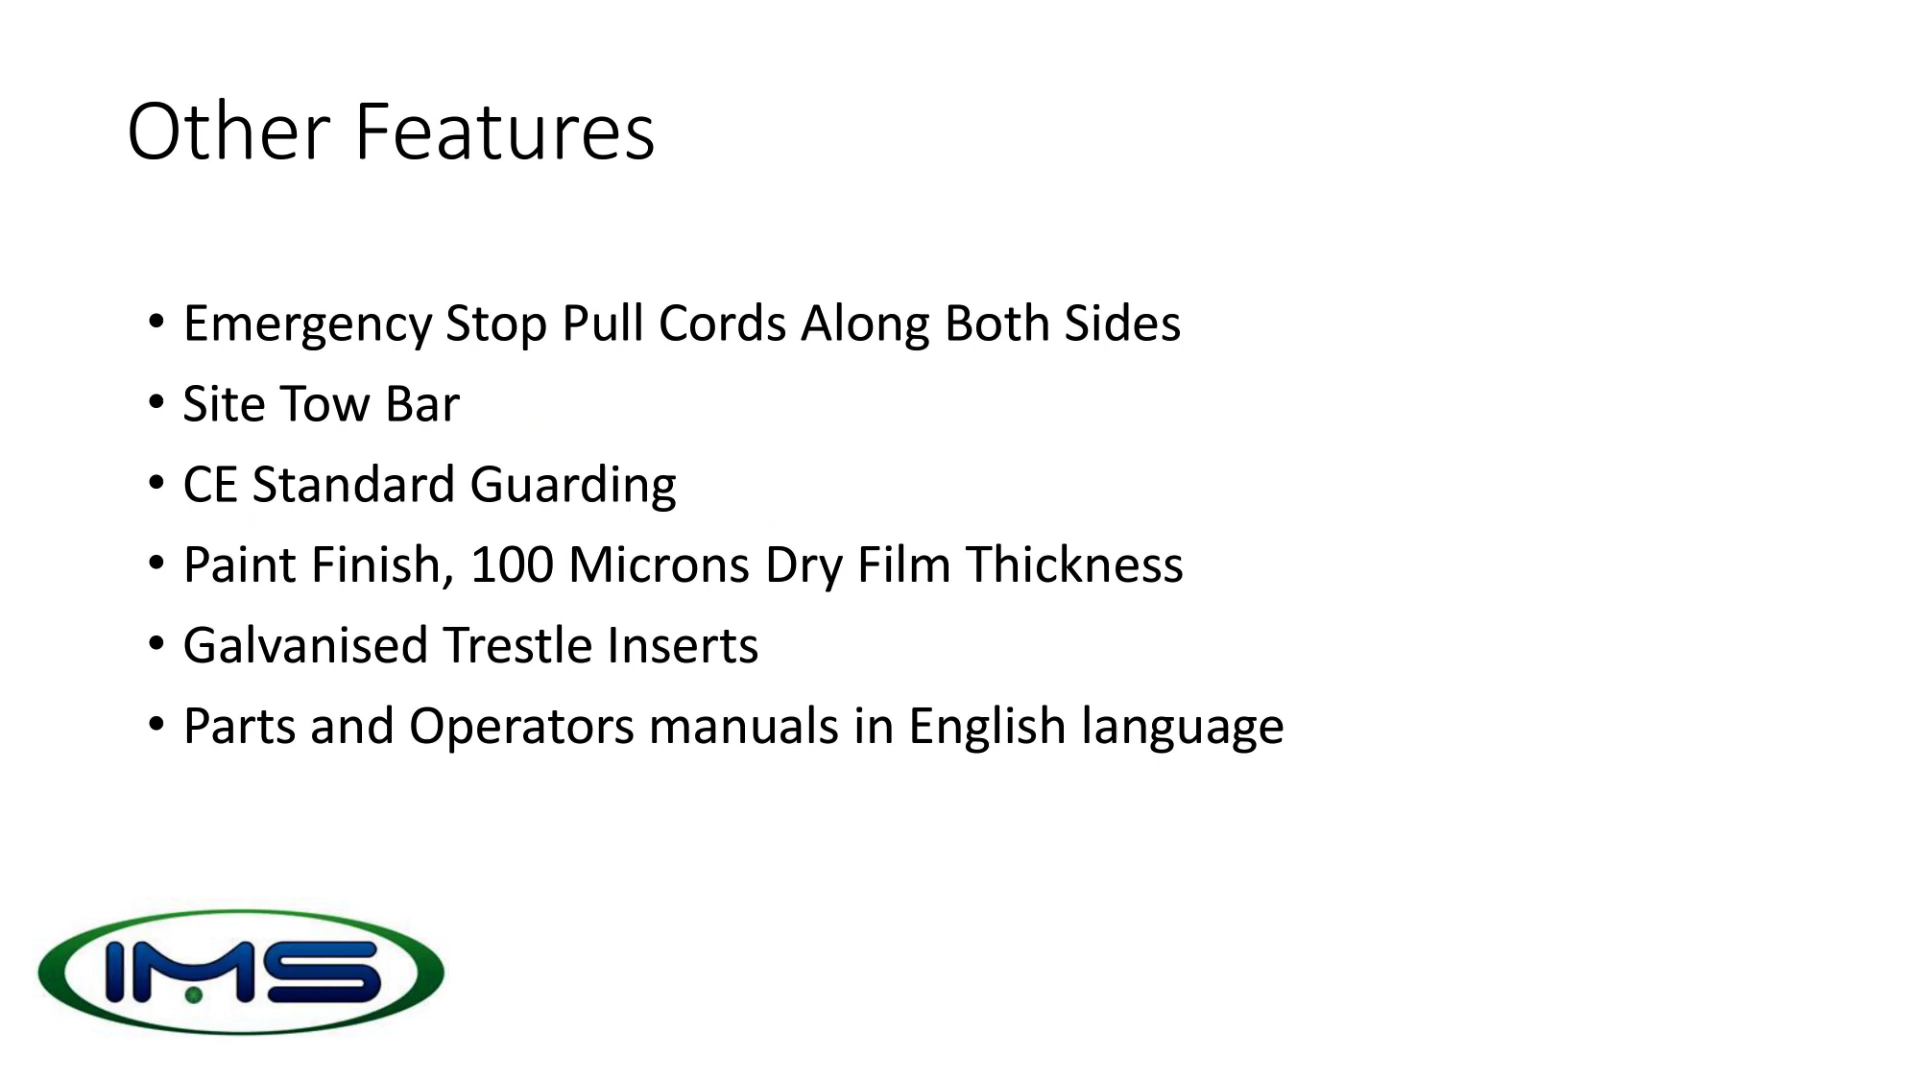 Other Features
• Emergency Stop Pull Cords Along Both Sides
• Site Tow Bar
• CE Standard Guarding
• Paint Finish, 100 Microns Dry Film Thickness
• Galvanised Trestle Inserts
• Parts and Operators manuals in English language
IMS